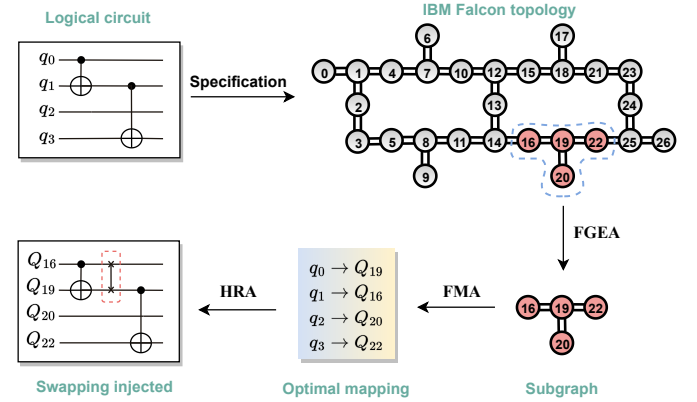 Logical circuit
q0
q1
q2
q3
Specification
IBM Falcon topology
6
17
0
1
4
7
10
12
15
18
21
23
2
13
24
3
5
8
11
14
16
19
22
25
26
9
20
FGEA
16
19
22
20
Subgraph
FMA
q0 → Q19
q1 → Q16
q2 → Q20
q3 → Q22
Optimal mapping
HRA
Q16
Q19
Q20
Q22
Swapping injected